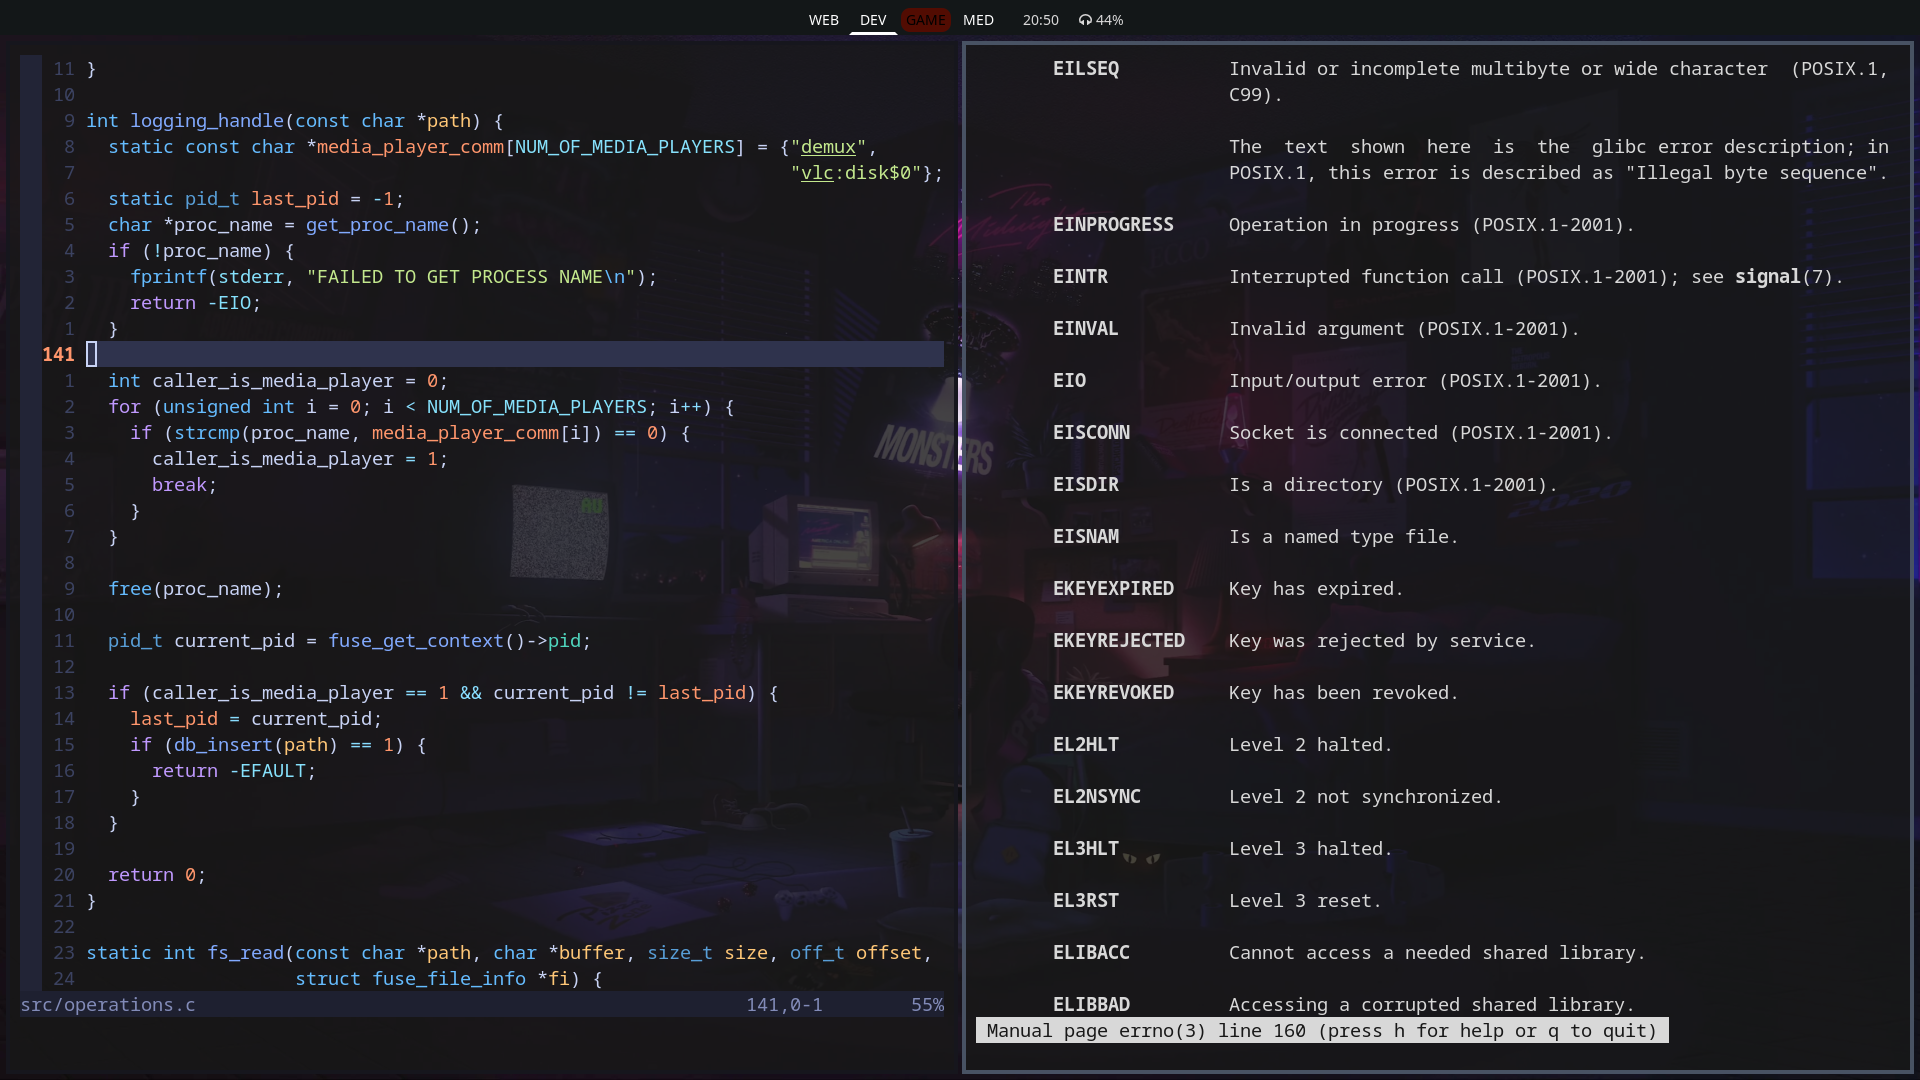 WEB DEV GAME MED 20:50 44%
11 }
10
9 int logging_handle(const char *path) {
8 static const char *media_player_comm[NUM_OF_MEDIA_PLAYERS] = {"demux",
7 "vlc:disk$0"};
6 static pid_t last_pid = -1;
5 char *proc_name = get_proc_name();
4 if (!proc_name) {
3 fprintf(stderr, "FAILED TO GET PROCESS NAME\n");
2 return -EIO;
1 }
141
1 int caller_is_media_player = 0;
2 for (unsigned int i = 0; i < NUM_OF_MEDIA_PLAYERS; i++) {
3 if (strcmp(proc_name, media_player_comm[i]) == 0) {
4 caller_is_media_player = 1;
5 break;
6 }
7 }
8
9 free(proc_name);
10
11 pid_t current_pid = fuse_get_context()->pid;
12
13 if (caller_is_media_player == 1 && current_pid != last_pid) {
14 last_pid = current_pid;
15 if (db_insert(path) == 1) {
16 return -EFAULT;
17 }
18 }
19
20 return 0;
21 }
22
23 static int fs_read(const char *path, char *buffer, size_t size, off_t offset,
24 struct fuse_file_info *fi) {
src/operations.c 141,0-1 55%
EILSEQ Invalid or incomplete multibyte or wide character (POSIX.1,
C99).
The text shown here is the glibc error description; in
POSIX.1, this error is described as "Illegal byte sequence".
EINPROGRESS Operation in progress (POSIX.1-2001).
EINTR Interrupted function call (POSIX.1-2001); see signal(7).
EINVAL Invalid argument (POSIX.1-2001).
EIO Input/output error (POSIX.1-2001).
EISCONN Socket is connected (POSIX.1-2001).
EISDIR Is a directory (POSIX.1-2001).
EISNAM Is a named type file.
EKEYEXPIRED Key has expired.
EKEYREJECTED Key was rejected by service.
EKEYREVOKED Key has been revoked.
EL2HLT Level 2 halted.
EL2NSYNC Level 2 not synchronized.
EL3HLT Level 3 halted.
EL3RST Level 3 reset.
ELIBACC Cannot access a needed shared library.
ELIBBAD Accessing a corrupted shared library.
Manual page errno(3) line 160 (press h for help or q to quit)
The
Midnight
MONSTERS
AU
2020